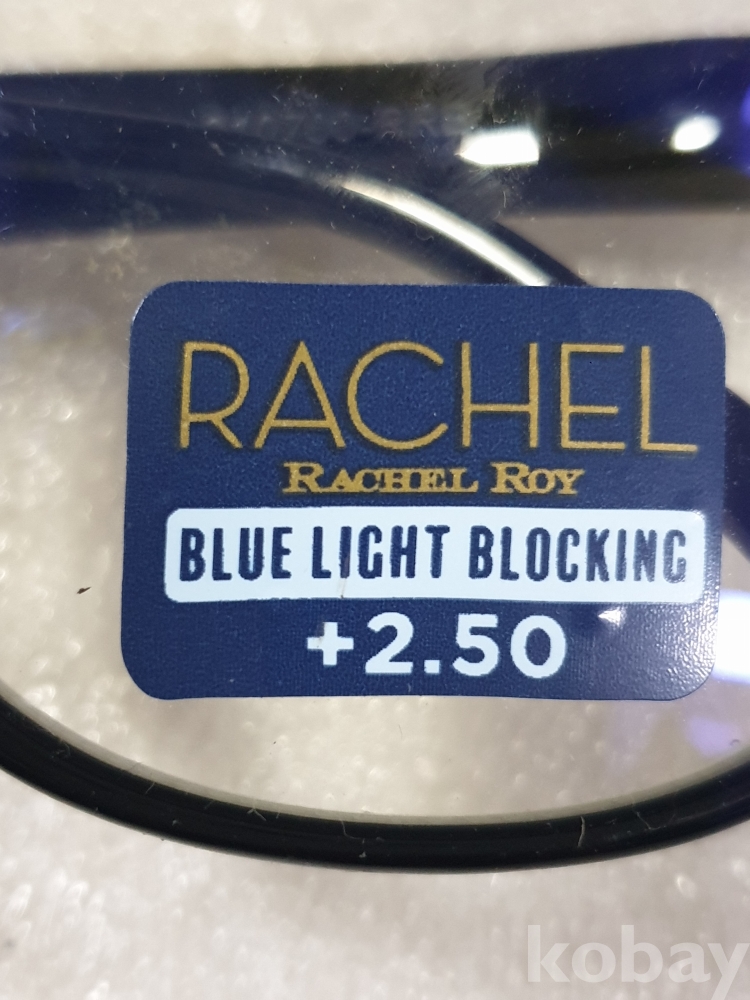 RACHEL
RACHEL ROY
BLUE LIGHT BLOCKING
+2.50
kobay